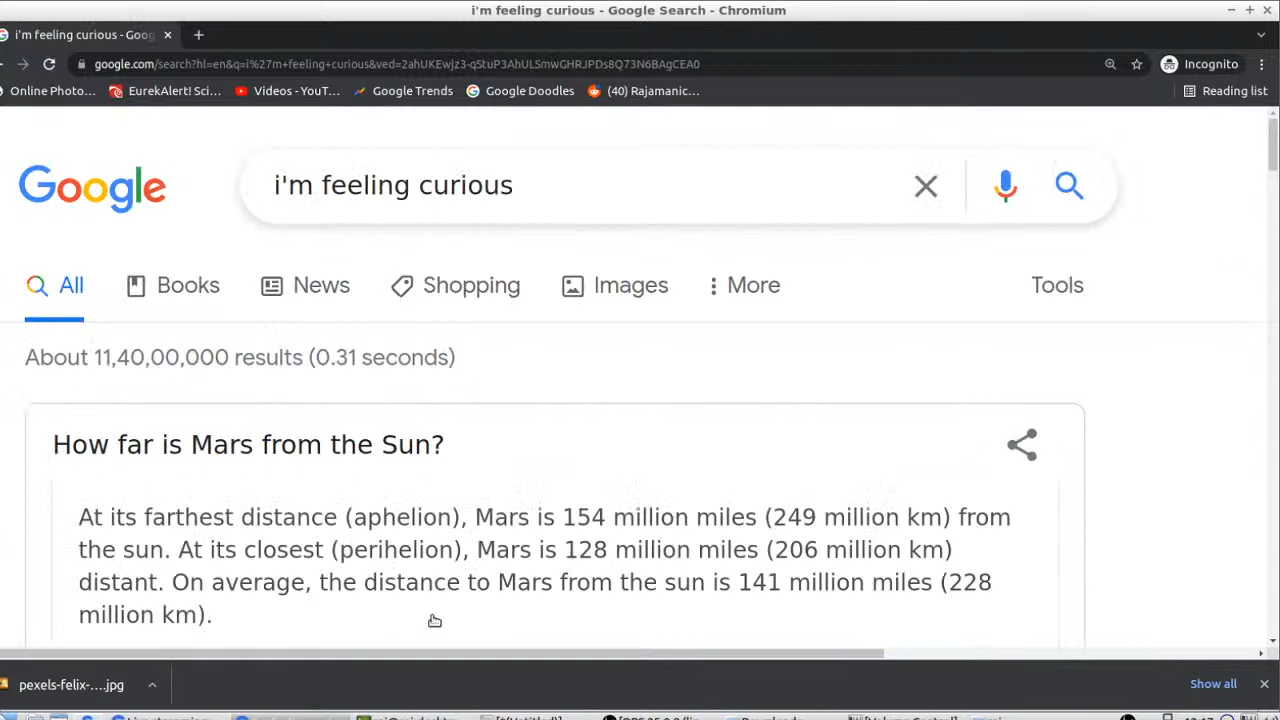 i'm feeling curious - Google Search - Chromium
i'm feeling curious - Goog
google.com/search?hl=en&q=i%27m+feeling+curious&ved=2ahUKEwjz3-qStuP3AhULSmwGHRJPDs8Q73N6BAgCEA0
Incognito
Online Photo... EurekAlert! Sci... Videos - YouT... Google Trends Google Doodles (40) Rajamanic... Reading list
Google
i'm feeling curious
All Books News Shopping Images More Tools
About 11,40,00,000 results (0.31 seconds)
How far is Mars from the Sun?
At its farthest distance (aphelion), Mars is 154 million miles (249 million km) from
the sun. At its closest (perihelion), Mars is 128 million miles (206 million km)
distant. On average, the distance to Mars from the sun is 141 million miles (228
million km).
pexels-felix-....jpg Show all